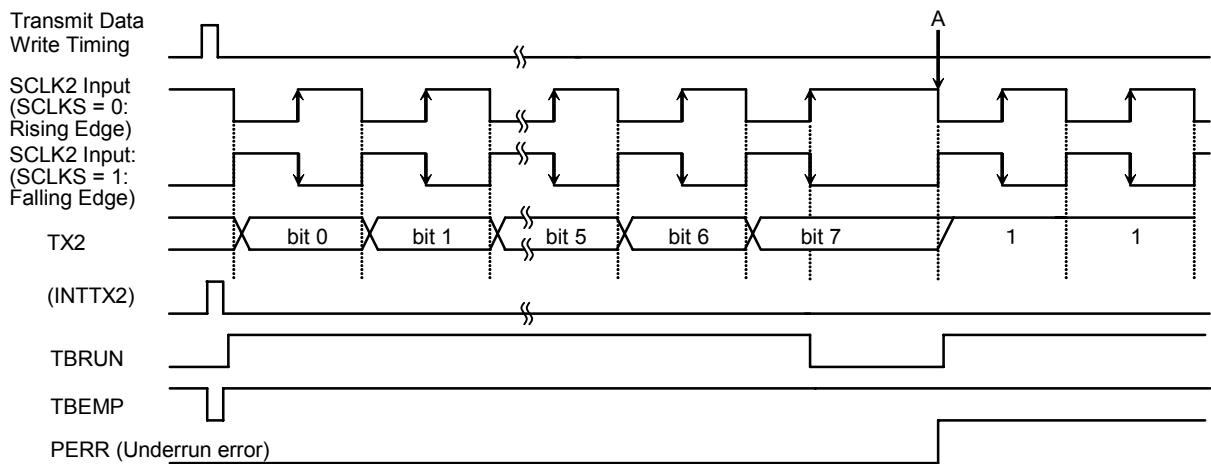 Transmit Data
Write Timing
A
SCLK2 Input
(SCLKS = 0:
Rising Edge)
SCLK2 Input:
(SCLKS = 1:
Falling Edge)
TX2
bit 0
bit 1
bit 5
bit 6
bit 7
1
1
(INTTX2)
TBRUN
TBEMP
PERR (Underrun error)